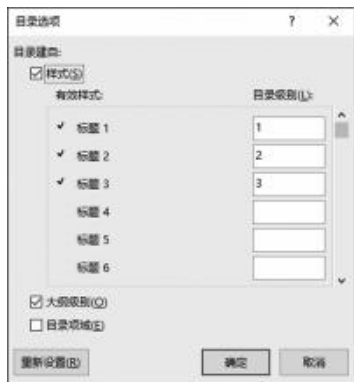 目录选项 ? ×
目录建自:
样式(S)
有效样式: 目录级别(L):
✓ 标题 1 1
✓ 标题 2 2
✓ 标题 3 3
标题 4
标题 5
标题 6
大纲级别(O)
目录项域(E)
重新设置(R) 确定 取消